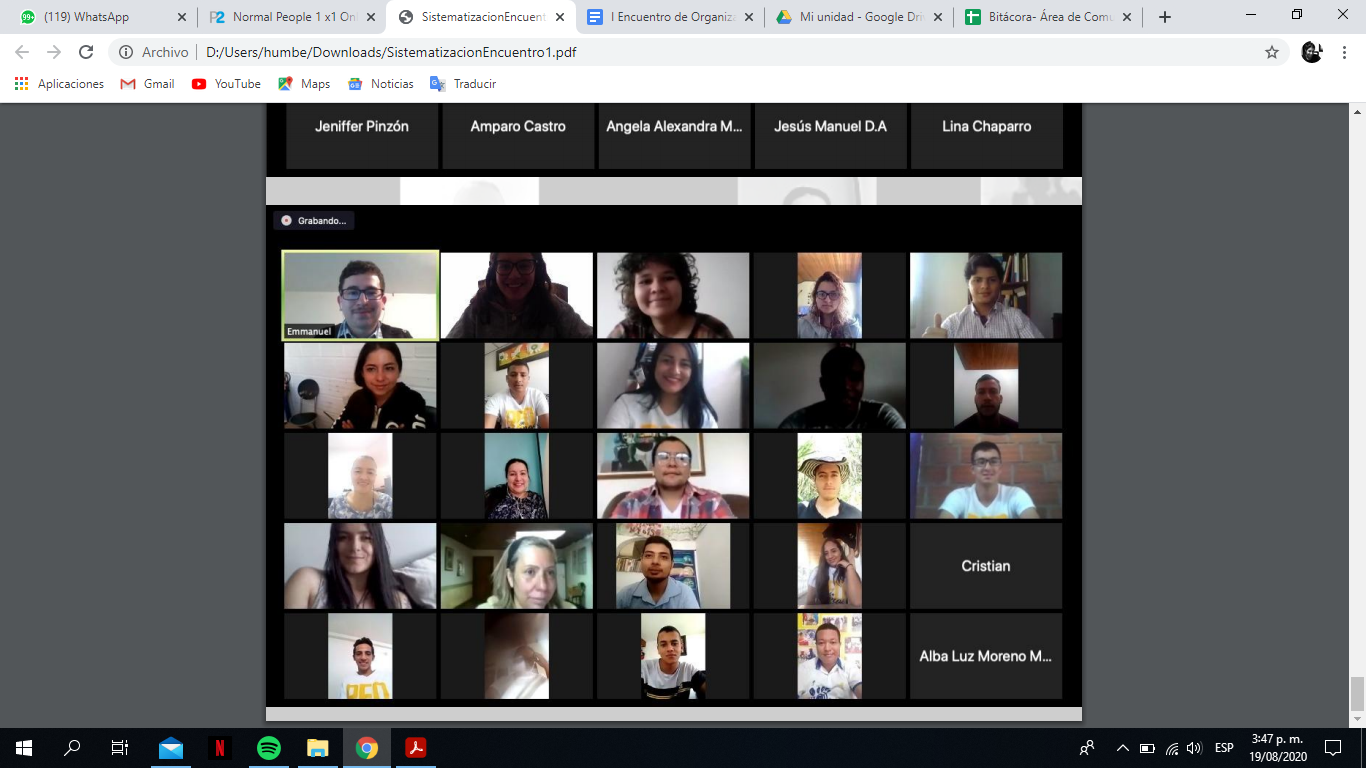 (119) WhatsApp
Normal People 1 x1 Onl
SistematizacionEncuent
I Encuentro de Organiza
Mi unidad - Google Driv
Bitácora- Área de Comu
Archivo
D:/Users/humbe/Downloads/SistematizacionEncuentro1.pdf
Aplicaciones
Gmail
YouTube
Maps
Noticias
Traducir
Jeniffer Pinzón
Amparo Castro
Angela Alexandra M...
Jesús Manuel D.A
Lina Chaparro
Grabando...
Emmanuel
Cristian
Alba Luz Moreno M...
ESP
3:47 p. m.
19/08/2020